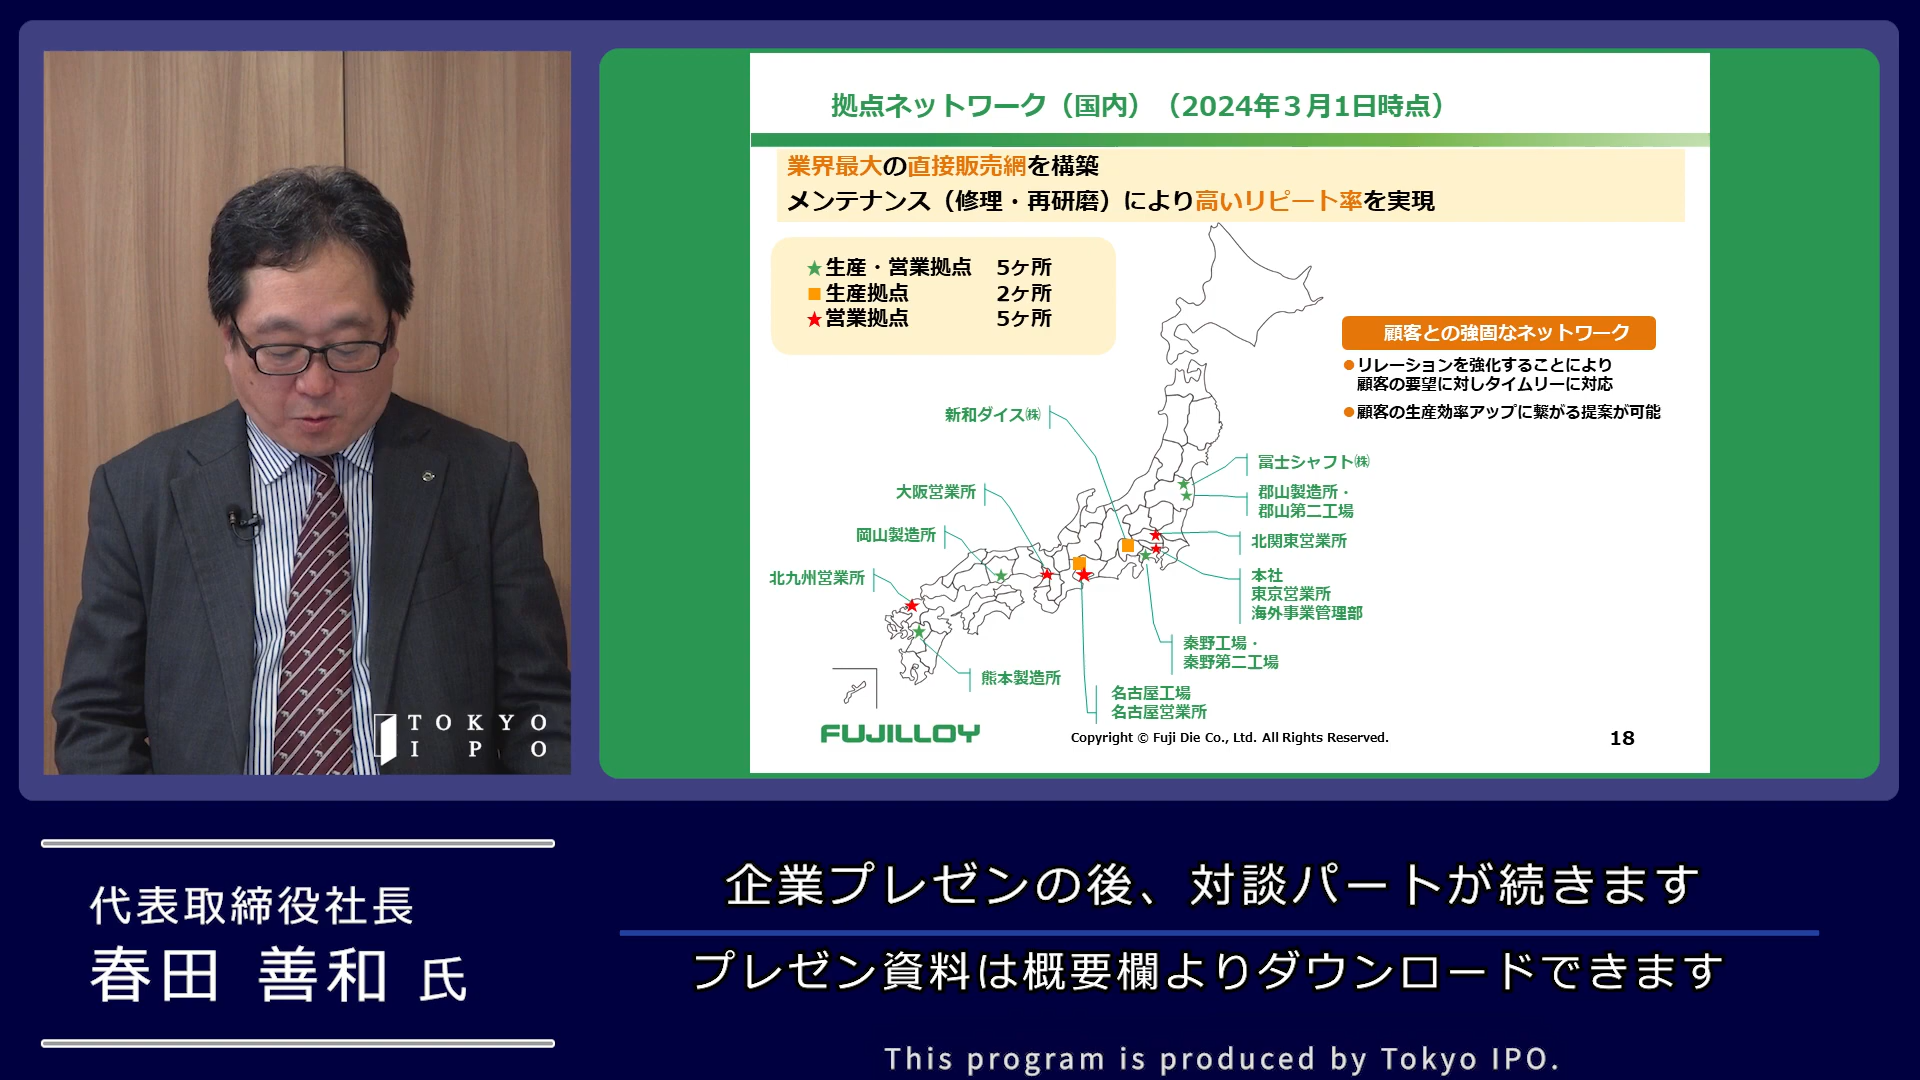 拠点ネットワーク（国内）（2024年３月1日時点）
業界最大の直接販売網を構築
メンテナンス（修理・再研磨）により高いリピート率を実現
★生産・営業拠点 5ヶ所
■生産拠点 2ヶ所
★営業拠点 5ヶ所
顧客との強固なネットワーク
●リレーションを強化することにより
顧客の要望に対しタイムリーに対応
●顧客の生産効率アップに繋がる提案が可能
新和ダイス㈱
大阪営業所
岡山製造所
北九州営業所
冨士シャフト㈱
郡山製造所・
郡山第二工場
北関東営業所
本社
東京営業所
海外事業管理部
秦野工場・
秦野第二工場
熊本製造所
名古屋工場
名古屋営業所
FUJILLOY
Copyright © Fuji Die Co., Ltd. All Rights Reserved.
18
TOKYO
IPO
代表取締役社長
春田 善和 氏
企業プレゼンの後、対談パートが続きます
プレゼン資料は概要欄よりダウンロードできます
This program is produced by Tokyo IPO.